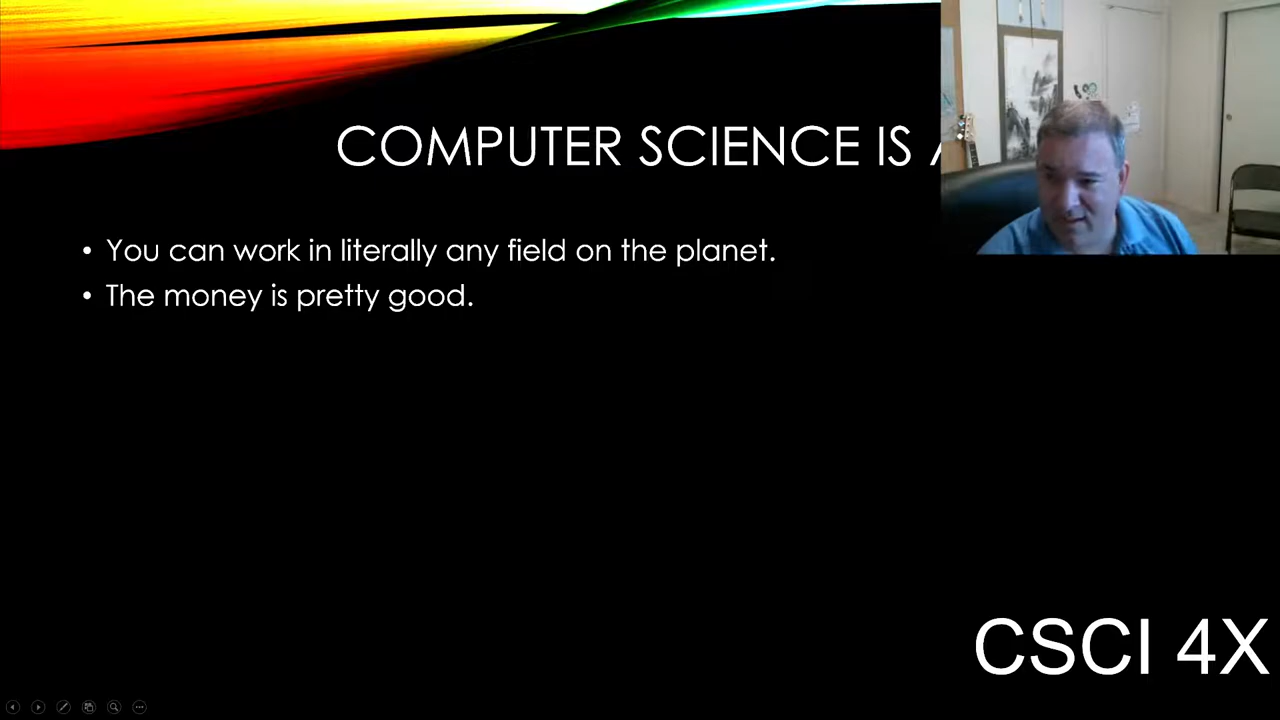 COMPUTER SCIENCE IS
• You can work in literally any field on the planet.
• The money is pretty good.
CSCI 4X